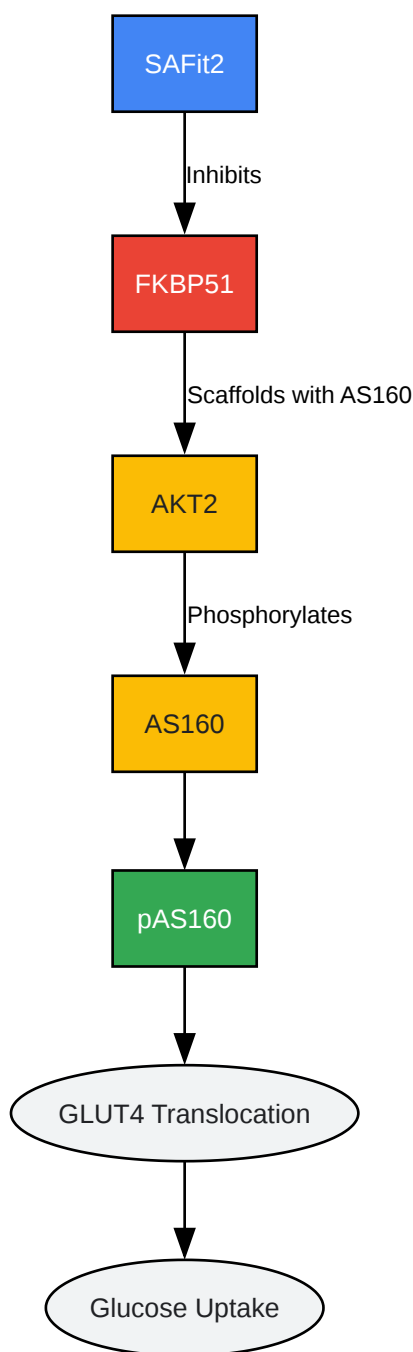 SAFit2
Inhibits
FKBP51
Scaffolds with AS160
AKT2
Phosphorylates
AS160
pAS160
GLUT4 Translocation
Glucose Uptake